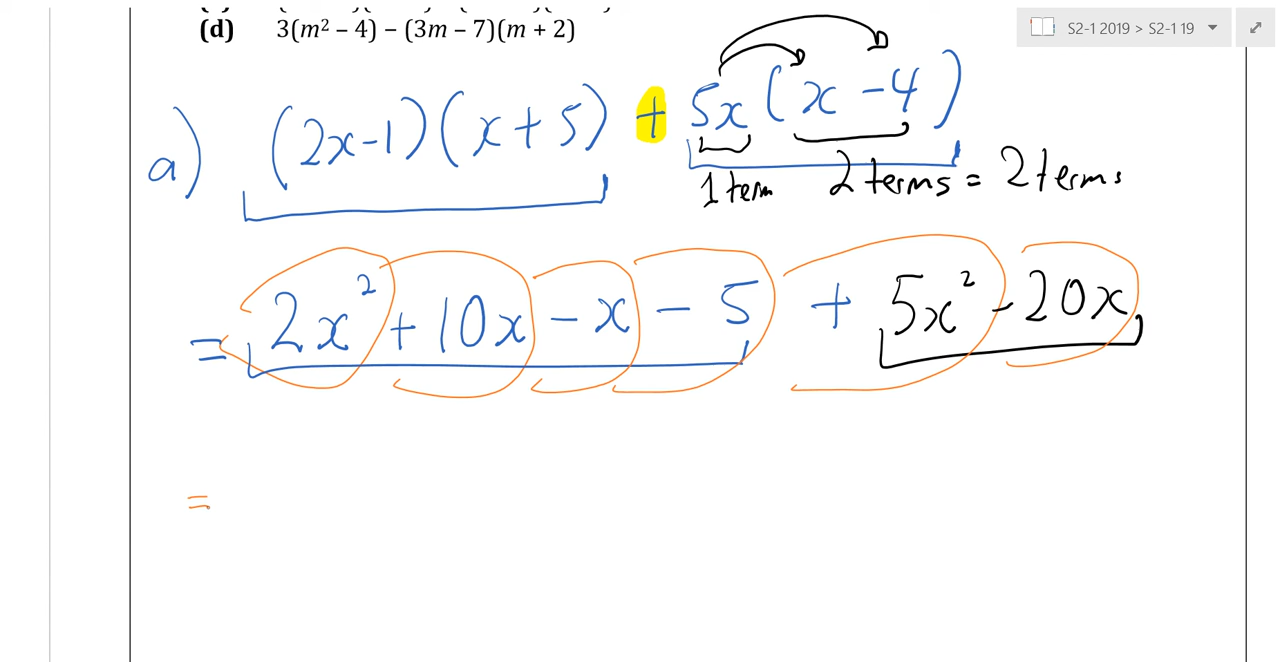 (d) 3(m² – 4) – (3m – 7)(m + 2)
S2-1 2019 > S2-1 19
a) (2x-1)(x+5) + 5x(x-4)
1 term 2 terms = 2 terms
= 2x² + 10x - x - 5 + 5x² - 20x
=